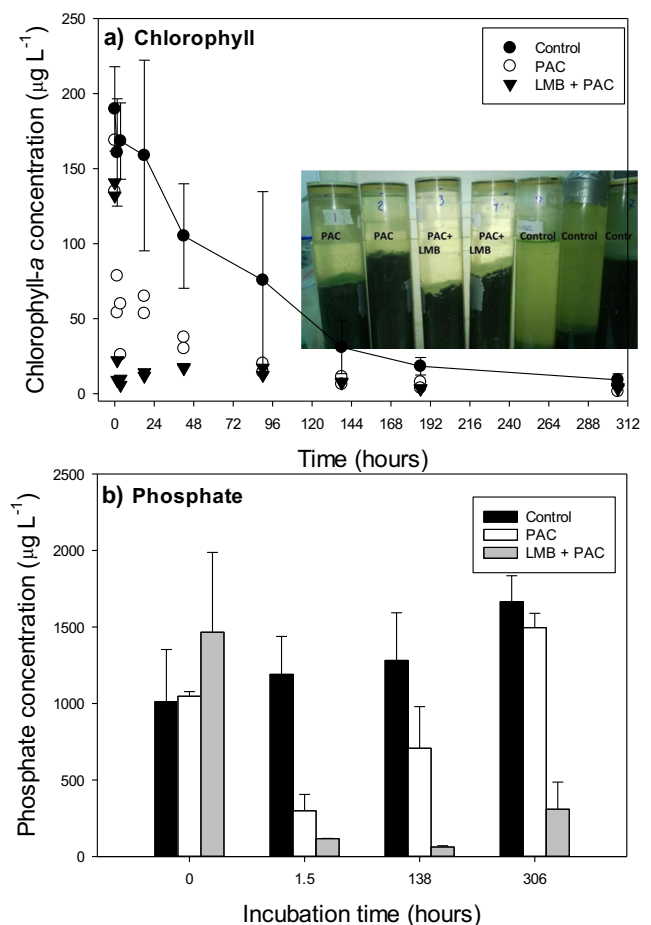 a) Chlorophyll
Control
PAC
LMB + PAC
Chlorophyll-a concentration (µg L-1)
250
200
150
100
50
0
1
2
3
PAC
PAC
PAC+
LMB
PAC+
LMB
Control
Control
Contr
0 24 48 72 96 120 144 168 192 216 240 264 288 312
Time (hours)
b) Phosphate
Control
PAC
LMB + PAC
Phosphate concentration (µg L-1)
2500
2000
1500
1000
500
0
0 1.5 138 306
Incubation time (hours)